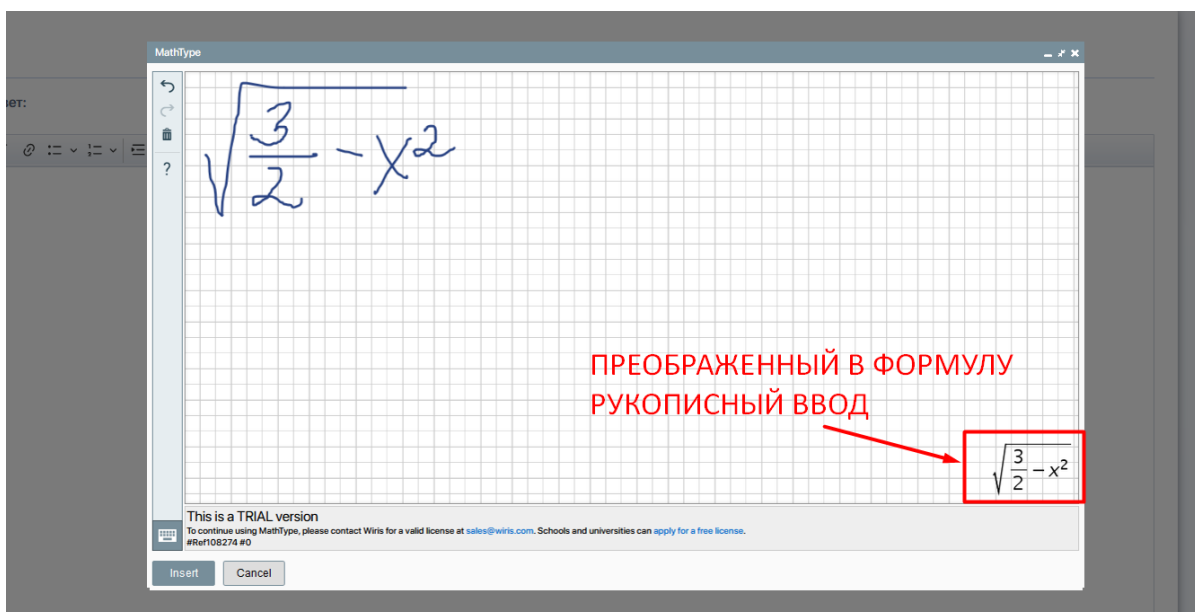 MathType
вет:
?
√(3/2) - x²
ПРЕОБРАЖЕННЫЙ В ФОРМУЛУ
РУКОПИСНЫЙ ВВОД
√(3/2 − x²)
This is a TRIAL version
To continue using MathType, please contact Wiris for a valid license at sales@wiris.com. Schools and universities can apply for a free license.
#Ref108274 #0
Insert Cancel